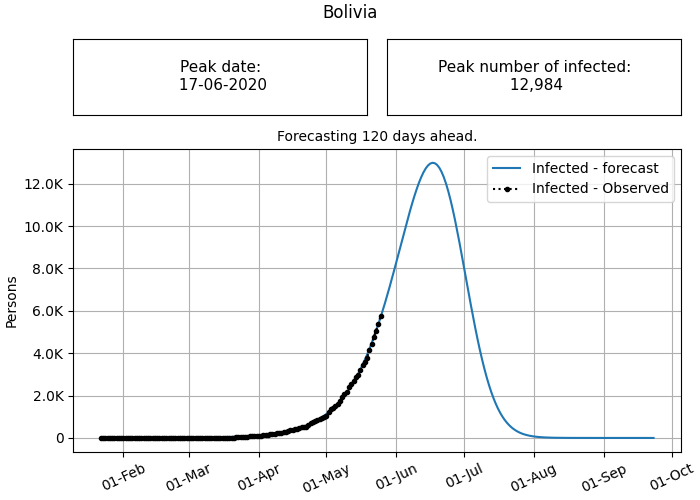 Bolivia
Peak date:
17-06-2020
Peak number of infected:
12,984
Forecasting 120 days ahead.
Infected - forecast
Infected - Observed
12.0K
10.0K
8.0K
6.0K
4.0K
2.0K
0
Persons
01-Feb
01-Mar
01-Apr
01-May
01-Jun
01-Jul
01-Aug
01-Sep
01-Oct